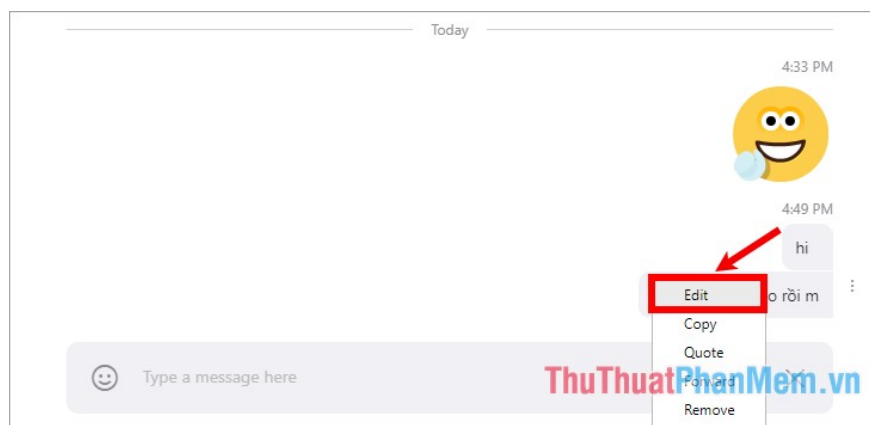 Today
4:33 PM
4:49 PM
hi
Edit
o rồi m
Copy
Quote
Type a message here
Forward
ThuThuatPhanMem.vn
Remove